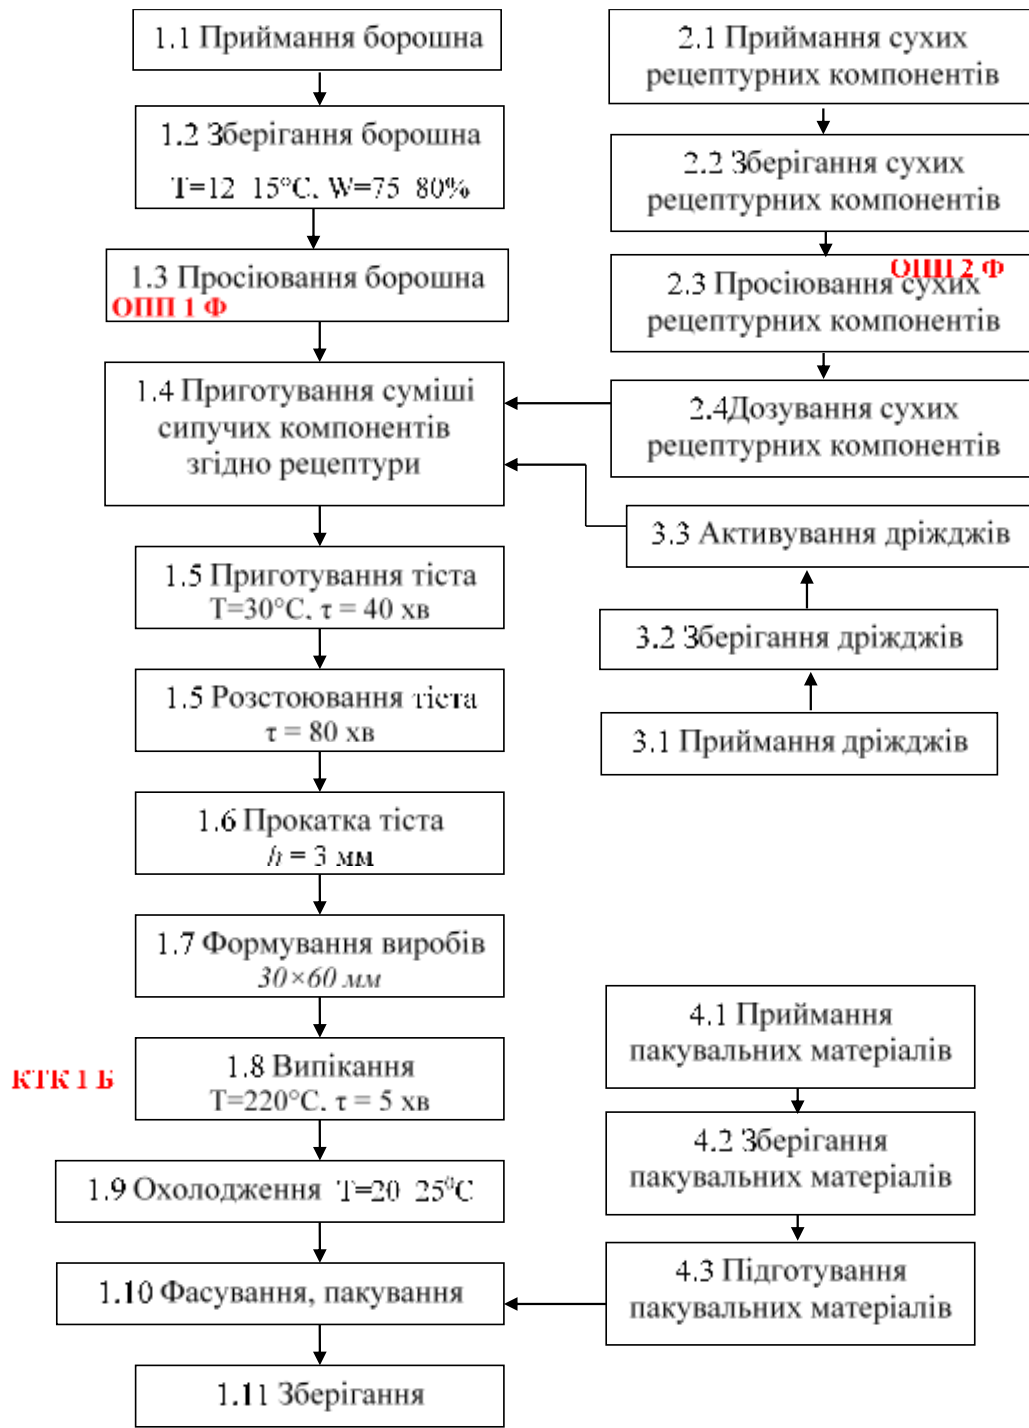 1.1 Приймання борошна
1.2 Зберігання борошна
T=12 15°C, W=75 80%
1.3 Просіювання борошна
ОПП 1 Ф
1.4 Приготування суміші
сипучих компонентів
згідно рецептури
1.5 Приготування тіста
T=30°C, τ = 40 хв
1.5 Розстоювання тіста
τ = 80 хв
1.6 Прокатка тіста
h = 3 мм
1.7 Формування виробів
30×60 мм
КТК 1 Б
1.8 Випікання
T=220°C, τ = 5 хв
1.9 Охолодження T=20 25⁰C
1.10 Фасування, пакування
1.11 Зберігання
2.1 Приймання сухих
рецептурних компонентів
2.2 Зберігання сухих
рецептурних компонентів
ОПП 2 Ф
2.3 Просіювання сухих
рецептурних компонентів
2.4Дозування сухих
рецептурних компонентів
3.3 Активування дріжджів
3.2 Зберігання дріжджів
3.1 Приймання дріжджів
4.1 Приймання
пакувальних матеріалів
4.2 Зберігання
пакувальних матеріалів
4.3 Підготування
пакувальних матеріалів